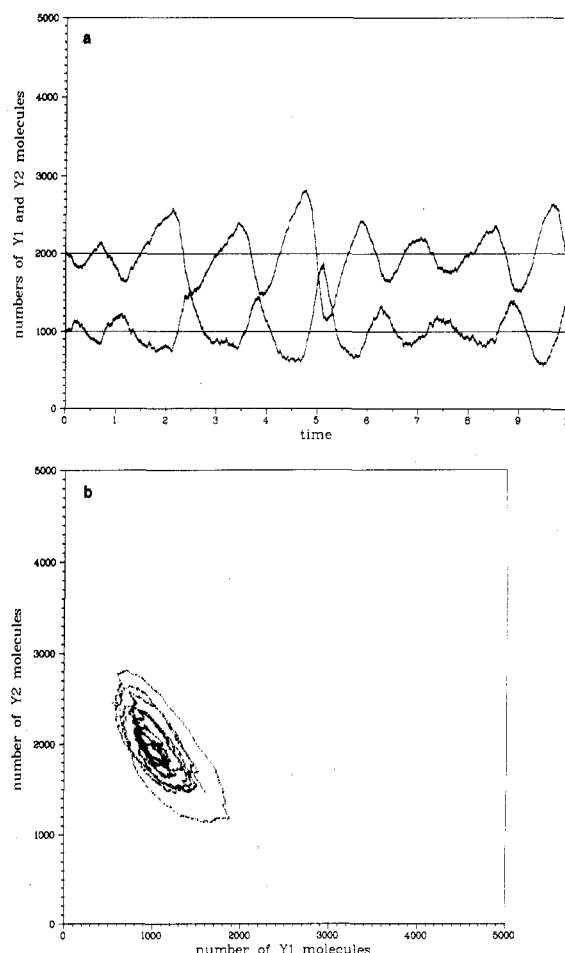 a
5000
4000
3000
2000
1000
0
numbers of Y1 and Y2 molecules
0 1 2 3 4 5 6 7 8 9
time
b
5000
4000
3000
2000
1000
0
number of Y2 molecules
0 1000 2000 3000 4000 5000
number of Y1 molecules